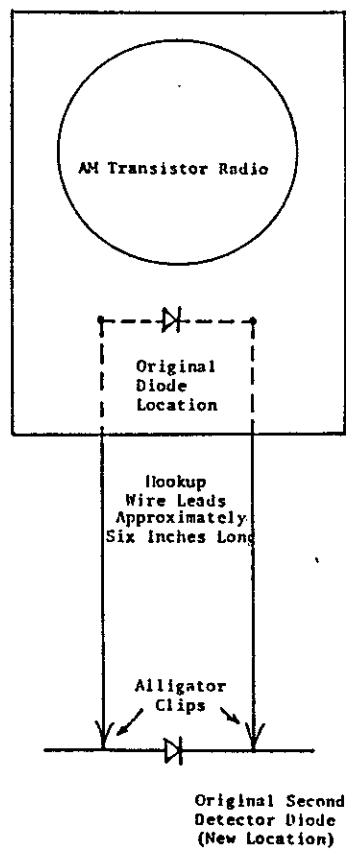 AM Transistor Radio
Original
Diode
Location
Hookup
Wire Leads
Approximately
Six Inches Long
Alligator
Clips
Original Second
Detector Diode
(New Location)